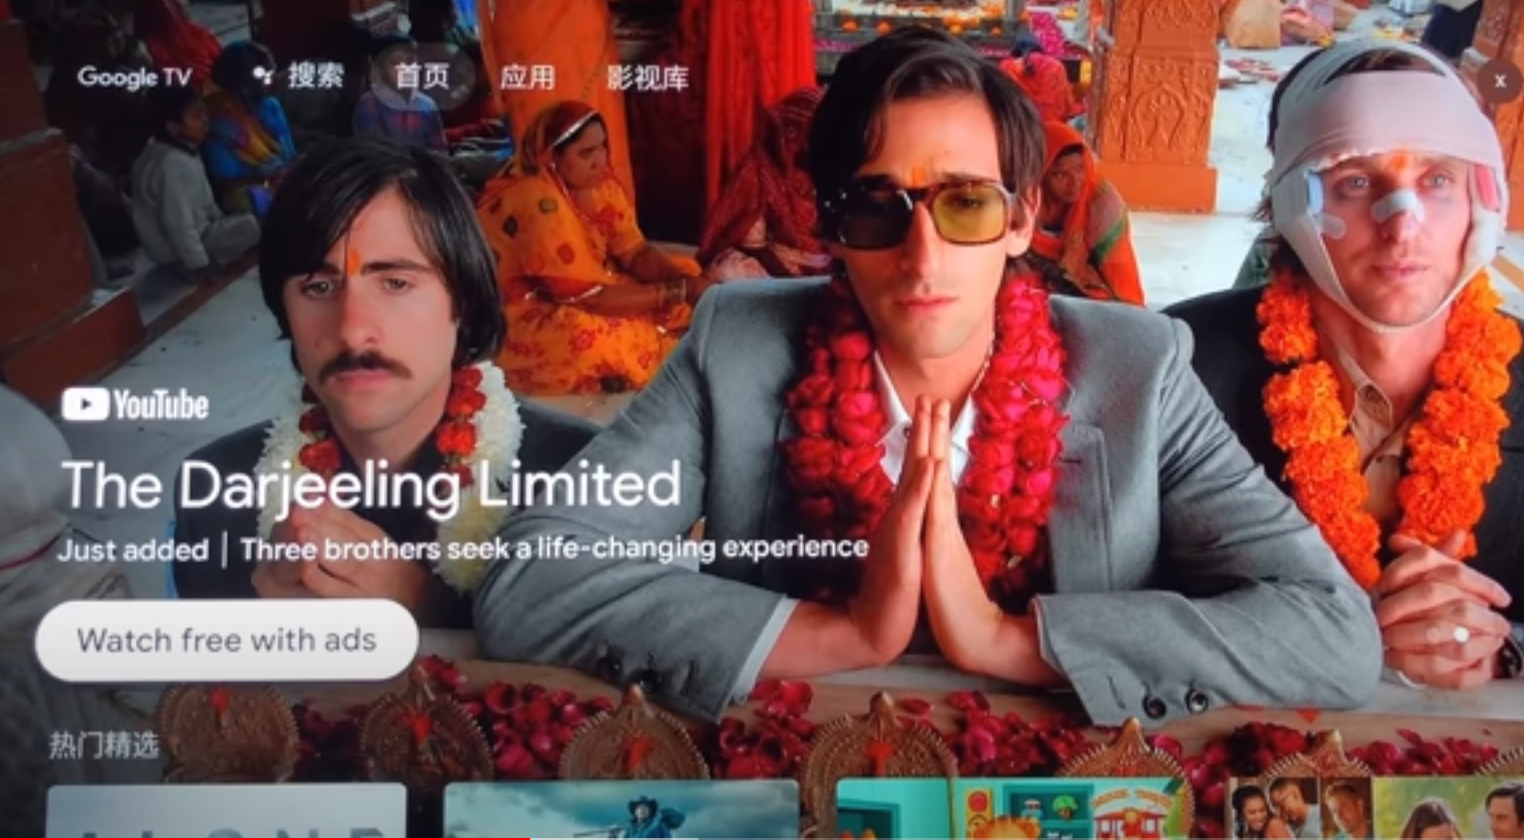 Google TV 搜索 首页 应用 影视库
x
YouTube
The Darjeeling Limited
Just added | Three brothers seek a life-changing experience
Watch free with ads
热门精选